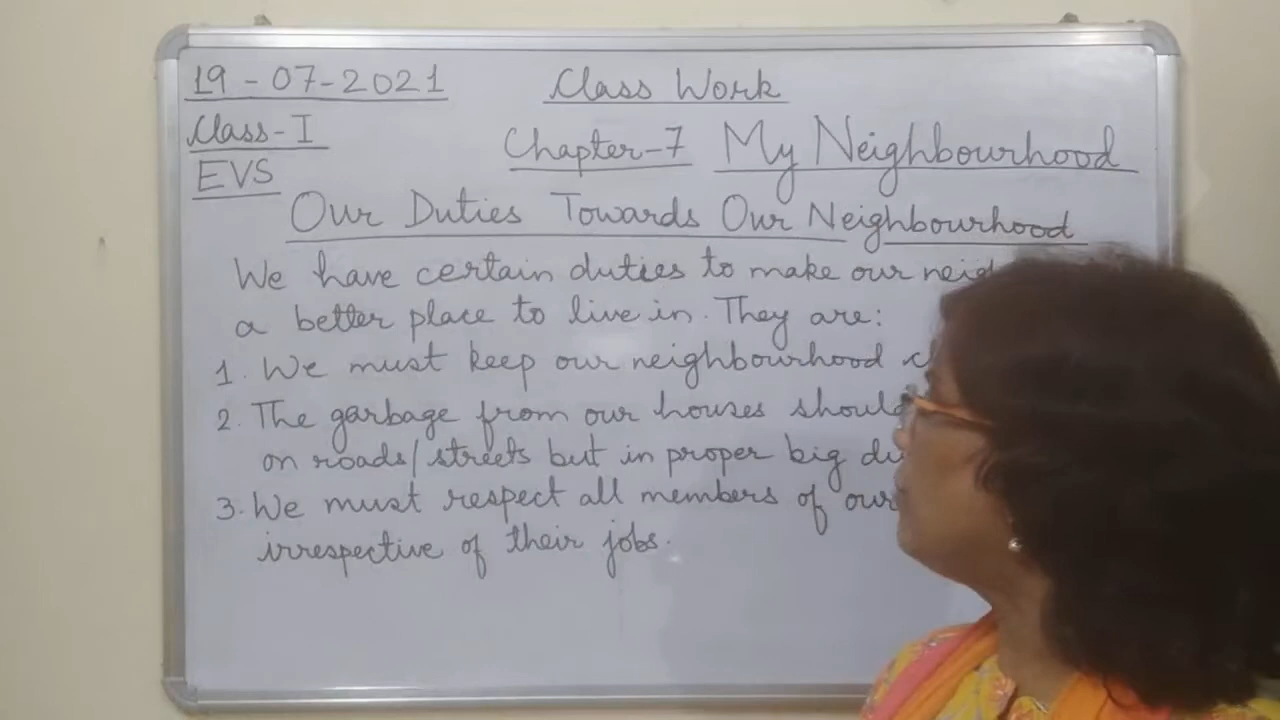 19-07-2021 Class Work
Class-I Chapter-7 My Neighbourhood
EVS
Our Duties Towards Our Neighbourhood
We have certain duties to make our
a better place to live in. They are:
1. We must keep our neighbourhood
2. The garbage from our houses should
on roads/streets but in proper big
3. We must respect all members of our
irrespective of their jobs.